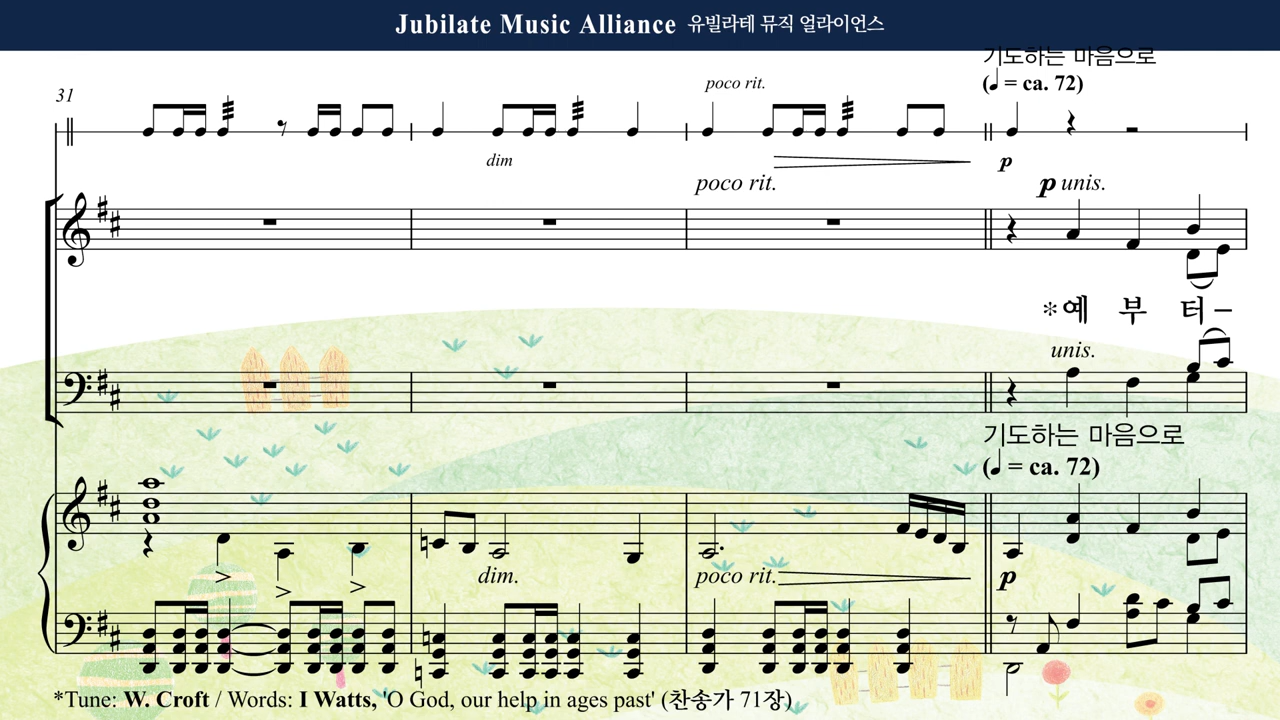 Jubilate Music Alliance 유빌라테 뮤직 얼라이언스
기도하는 마음으로
(♩ = ca. 72)
31
poco rit.
dim
p
poco rit.
p unis.
*예 부 터 –
unis.
기도하는 마음으로
(♩ = ca. 72)
dim.
poco rit.
p
*Tune: W. Croft / Words: I Watts, 'O God, our help in ages past' (찬송가 71장)